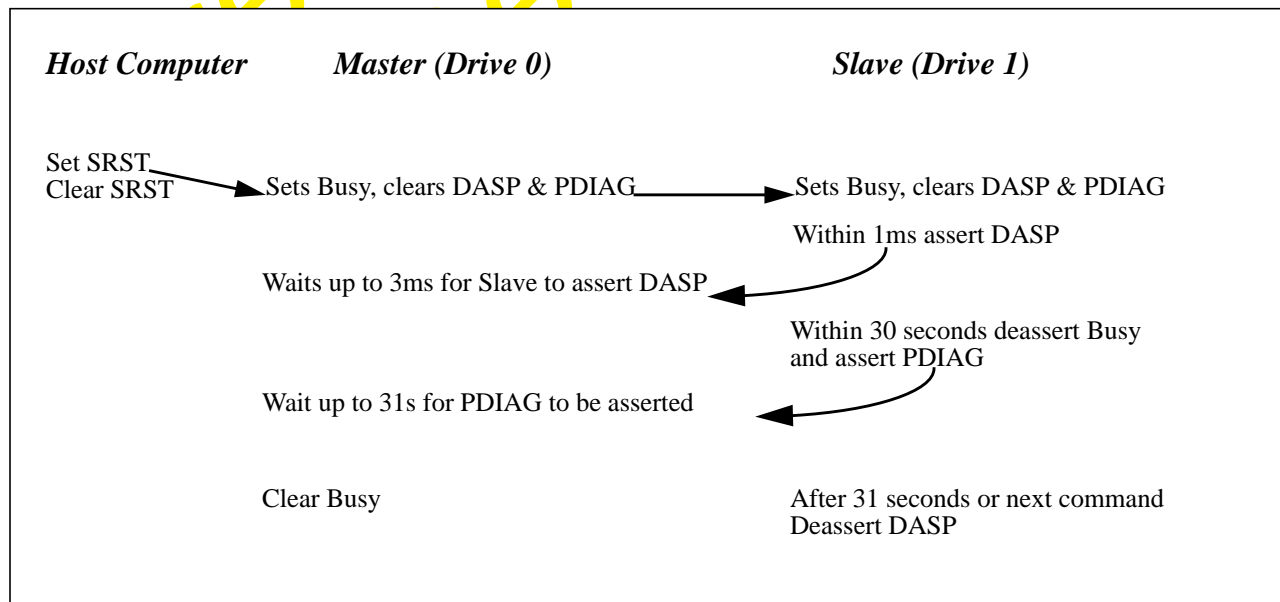 Host Computer Master (Drive 0) Slave (Drive 1)
Set SRST
Clear SRST
Sets Busy, clears DASP & PDIAG
Sets Busy, clears DASP & PDIAG
Within 1ms assert DASP
Waits up to 3ms for Slave to assert DASP
Within 30 seconds deassert Busy
and assert PDIAG
Wait up to 31s for PDIAG to be asserted
Clear Busy
After 31 seconds or next command
Deassert DASP